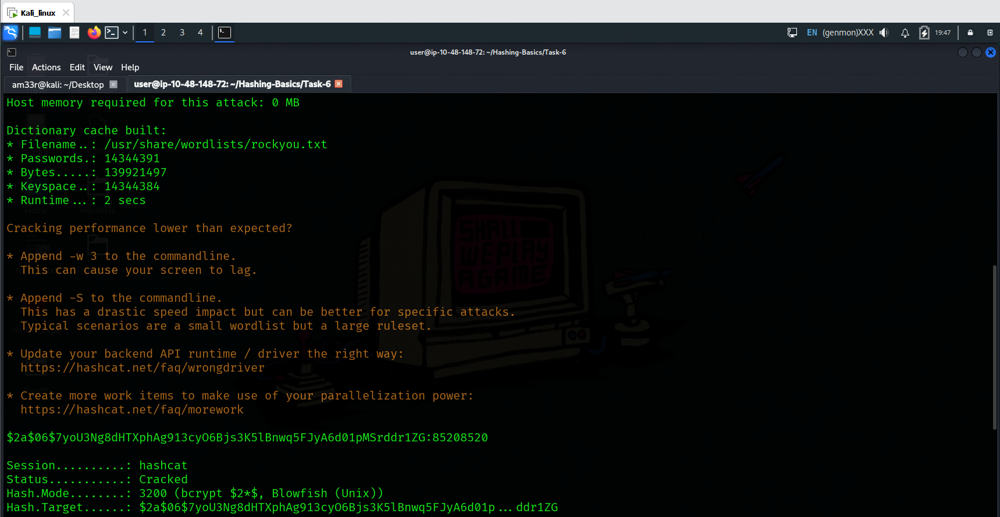 Kali_linux
1 2 3 4 EN (genmon)XXX 19:47
user@ip-10-48-148-72: ~/Hashing-Basics/Task-6
File Actions Edit View Help
am33r@kali: ~/Desktop user@ip-10-48-148-72: ~/Hashing-Basics/Task-6
Host memory required for this attack: 0 MB
Dictionary cache built:
* Filename..: /usr/share/wordlists/rockyou.txt
* Passwords.: 14344391
* Bytes.....: 139921497
* Keyspace..: 14344384
* Runtime...: 2 secs
Home wordlists
Cracking performance lower than expected?
* Append -w 3 to the commandline.
This can cause your screen to lag.
* Append -S to the commandline.
This has a drastic speed impact but can be better for specific attacks.
Typical scenarios are a small wordlist but a large ruleset.
* Update your backend API runtime / driver the right way:
https://hashcat.net/faq/wrongdriver
* Create more work items to make use of your parallelization power:
https://hashcat.net/faq/morework
$2a$06$7yoU3Ng8dHTXphAg913cyO6Bjs3K5lBnwq5FJyA6d01pMSrddr1ZG:85208520
Session..........: hashcat
Status...........: Cracked
Hash.Mode........: 3200 (bcrypt $2*$, Blowfish (Unix))
Hash.Target......: $2a$06$7yoU3Ng8dHTXphAg913cyO6Bjs3K5lBnwq5FJyA6d01p...ddr1ZG
SHALL
WE PLAY
A GAME